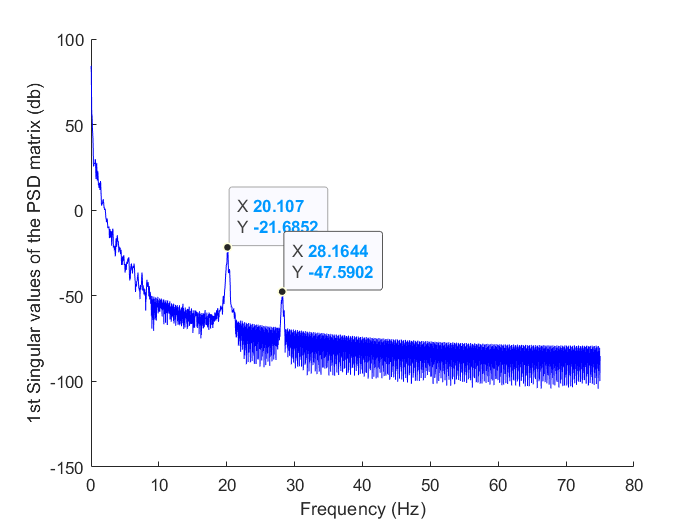 100
50
0
-50
-100
-150
1st Singular values of the PSD matrix (db)
X 20.107
Y -21.6852
X 28.1644
Y -47.5902
0 10 20 30 40 50 60 70 80
Frequency (Hz)